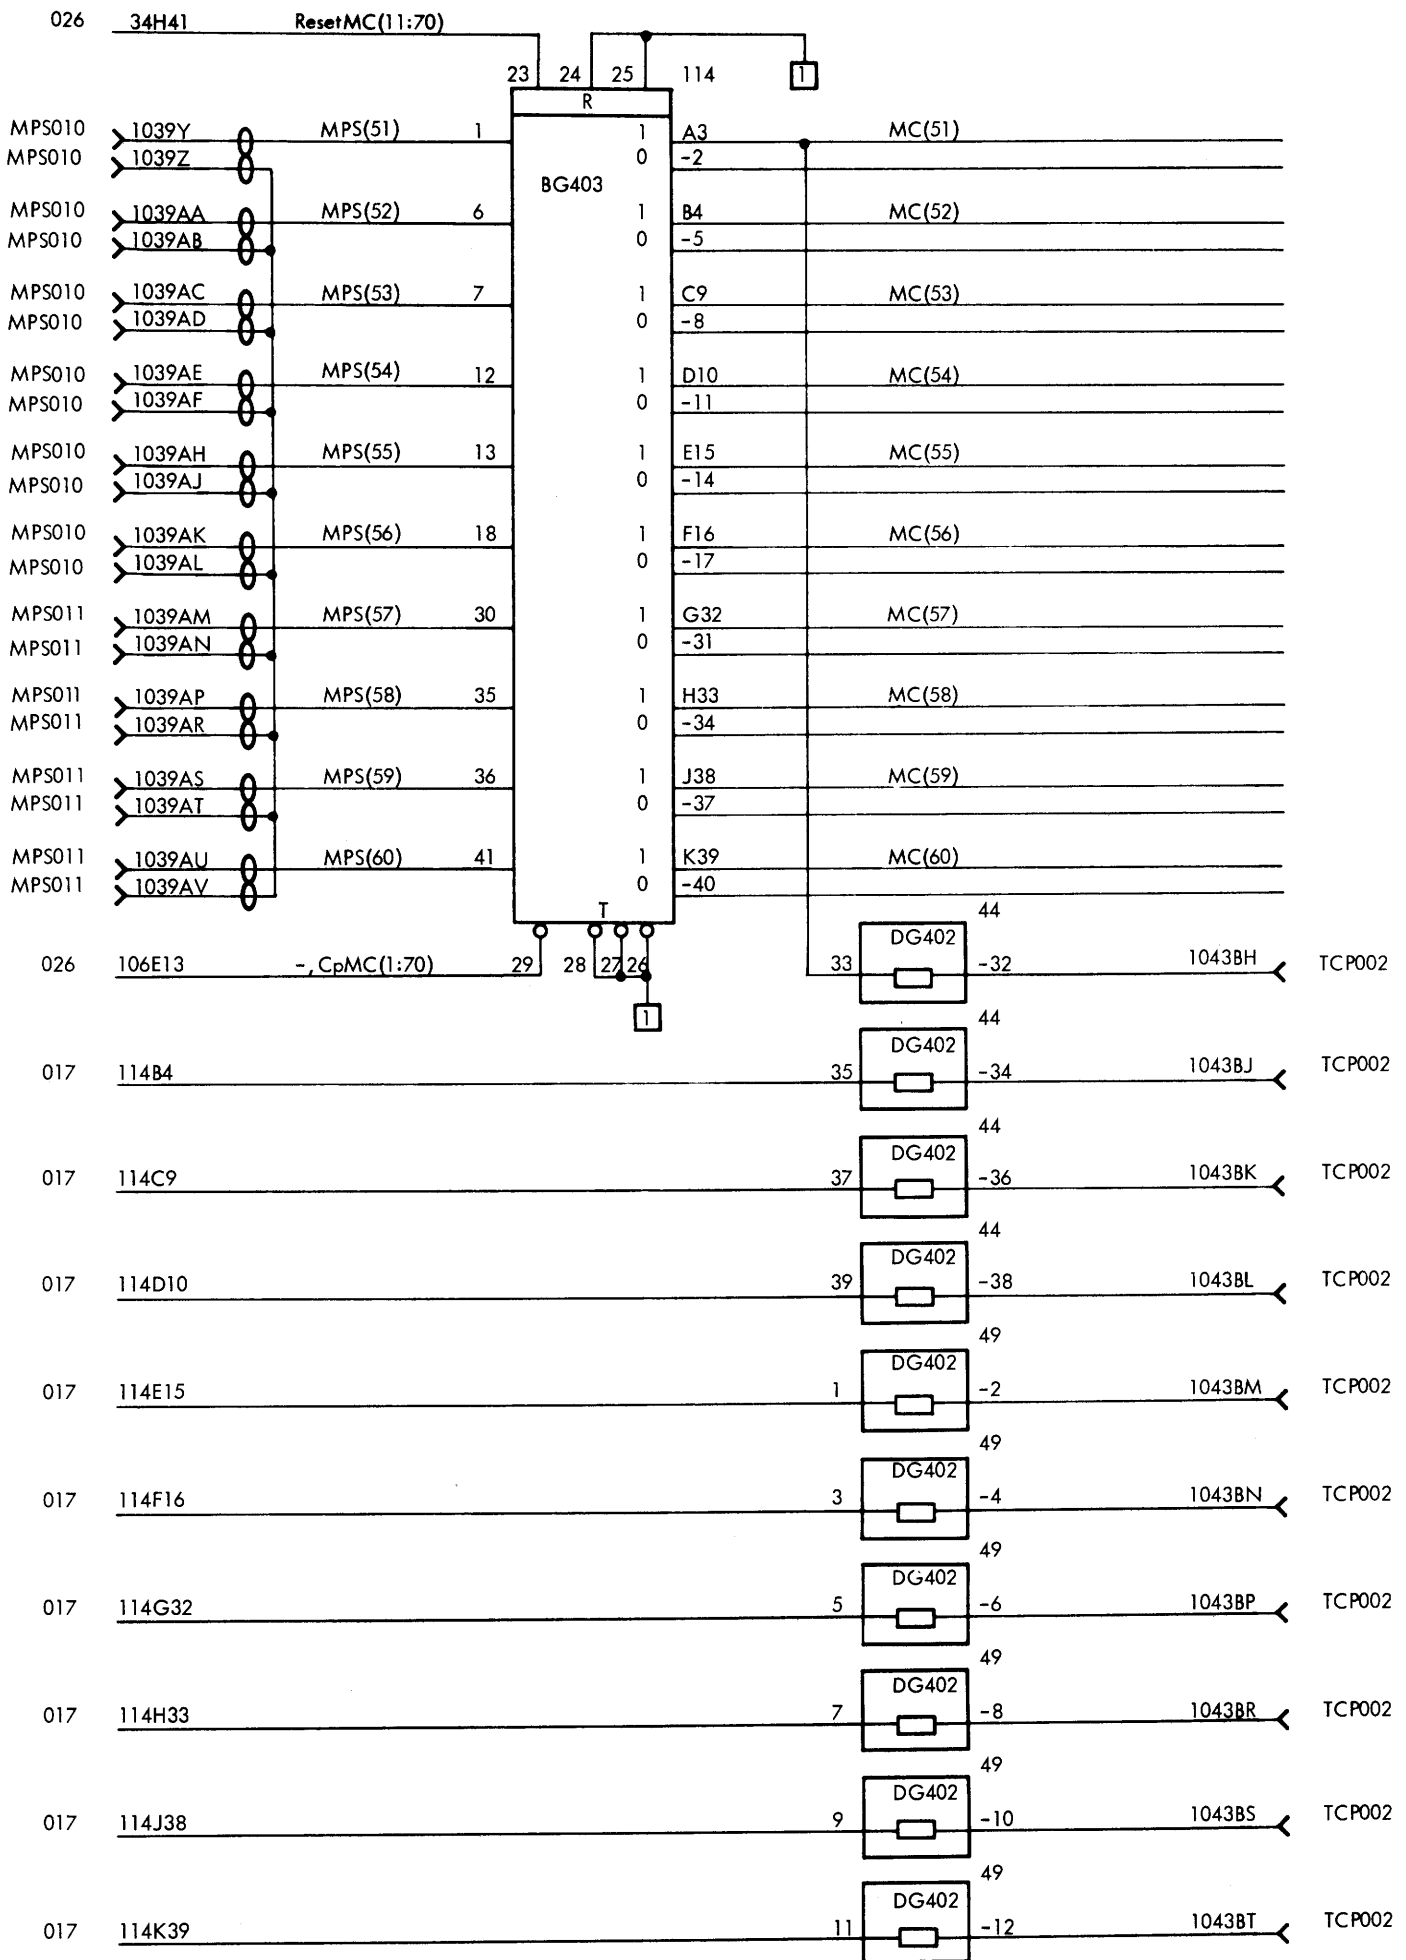 026 34H41 ResetMC(11:70)
23 24 25 114 1
R
MPS010 1039Y MPS(51) 1 1 A3 MC(51)
MPS010 1039Z 0 -2
BG403
MPS010 1039AA MPS(52) 6 1 B4 MC(52)
MPS010 1039AB 0 -5
MPS010 1039AC MPS(53) 7 1 C9 MC(53)
MPS010 1039AD 0 -8
MPS010 1039AE MPS(54) 12 1 D10 MC(54)
MPS010 1039AF 0 -11
MPS010 1039AH MPS(55) 13 1 E15 MC(55)
MPS010 1039AJ 0 -14
MPS010 1039AK MPS(56) 18 1 F16 MC(56)
MPS010 1039AL 0 -17
MPS011 1039AM MPS(57) 30 1 G32 MC(57)
MPS011 1039AN 0 -31
MPS011 1039AP MPS(58) 35 1 H33 MC(58)
MPS011 1039AR 0 -34
MPS011 1039AS MPS(59) 36 1 J38 MC(59)
MPS011 1039AT 0 -37
MPS011 1039AU MPS(60) 41 1 K39 MC(60)
MPS011 1039AV 0 -40
T
44
DG402
026 106E13 -,CpMC(1:70) 29 28 27 26 33 -32 1043BH TCP002
1
44
DG402
017 114B4 35 -34 1043BJ TCP002
44
DG402
017 114C9 37 -36 1043BK TCP002
44
DG402
017 114D10 39 -38 1043BL TCP002
49
DG402
017 114E15 1 -2 1043BM TCP002
49
DG402
017 114F16 3 -4 1043BN TCP002
49
DG402
017 114G32 5 -6 1043BP TCP002
49
DG402
017 114H33 7 -8 1043BR TCP002
49
DG402
017 114J38 9 -10 1043BS TCP002
49
DG402
017 114K39 11 -12 1043BT TCP002